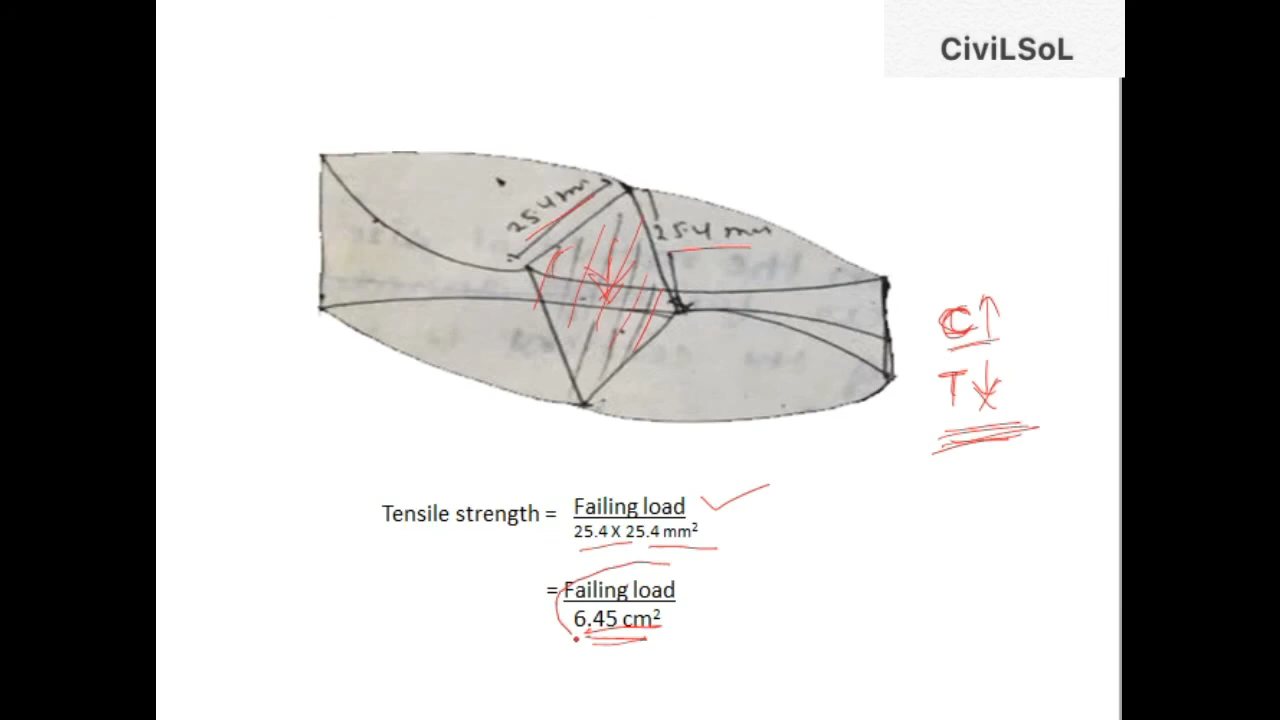 CiviLSoL
25.4 mm
25.4 mm
C↑
T↓
Tensile strength = Failing load
25.4 X 25.4 mm²
= Failing load
6.45 cm²